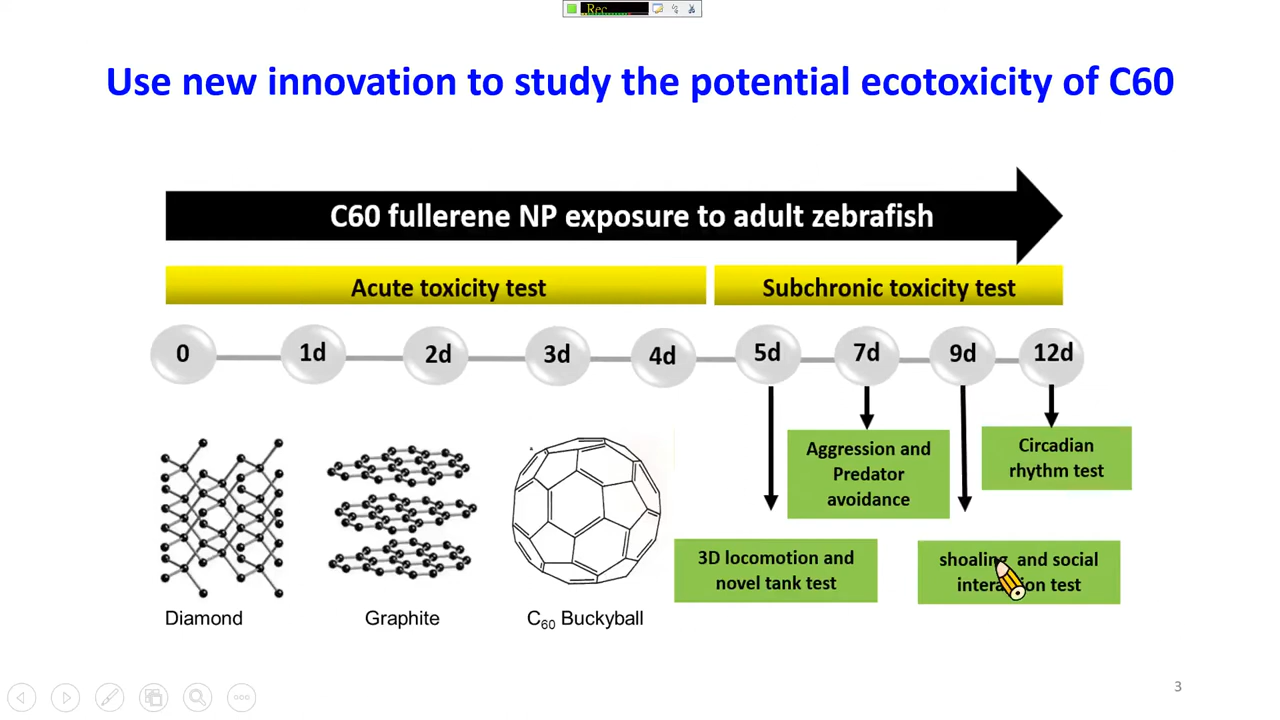 Rec
Use new innovation to study the potential ecotoxicity of C60
C60 fullerene NP exposure to adult zebrafish
Acute toxicity test
Subchronic toxicity test
0
1d
2d
3d
4d
5d
7d
9d
12d
Aggression and
Predator
avoidance
Circadian
rhythm test
3D locomotion and
novel tank test
shoaling and social
interaction test
Diamond
Graphite
C₆₀ Buckyball
3